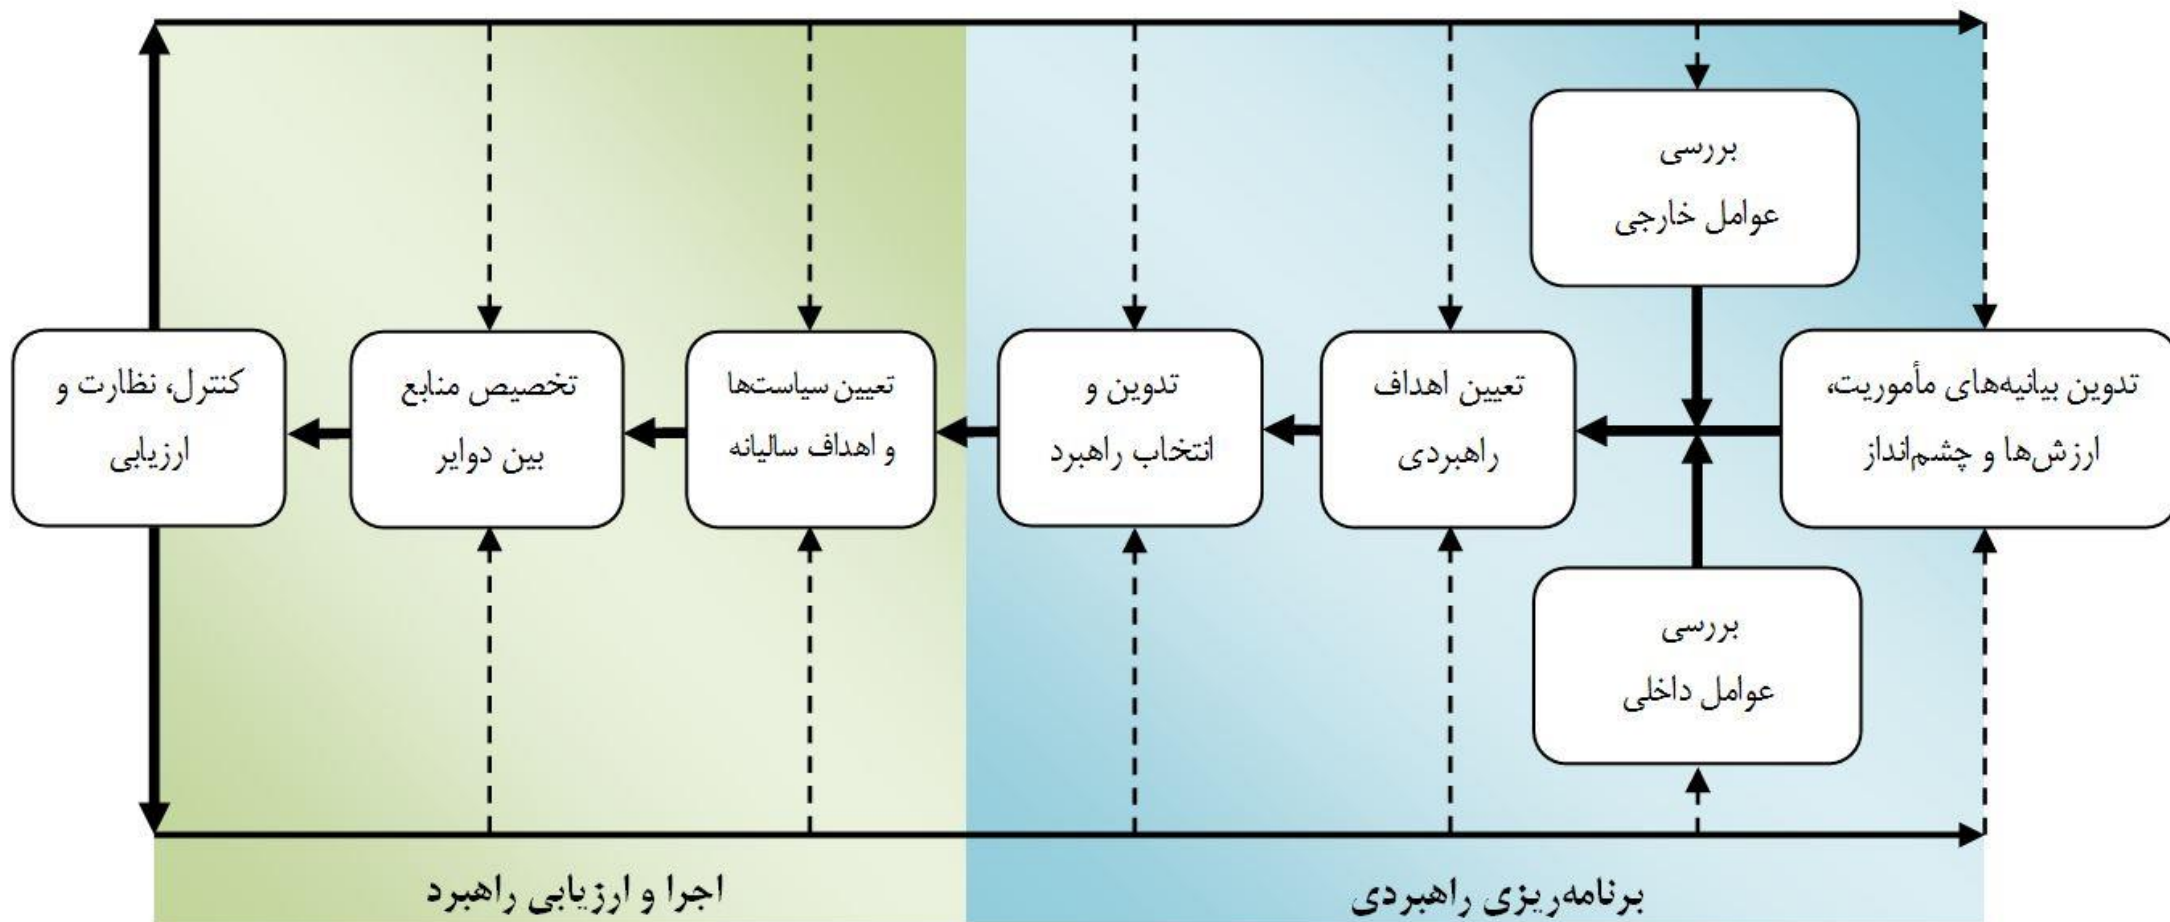 بررسی
عوامل خارجی
تدوین بیانیه‌های مأموریت،
ارزش‌ها و چشم‌انداز
تعیین اهداف
راهبردی
تدوین و
انتخاب راهبرد
تعیین سیاست‌ها
و اهداف سالیانه
تخصیص منابع
بین دوایر
کنترل، نظارت و
ارزیابی
بررسی
عوامل داخلی
برنامه‌ریزی راهبردی
اجرا و ارزیابی راهبرد